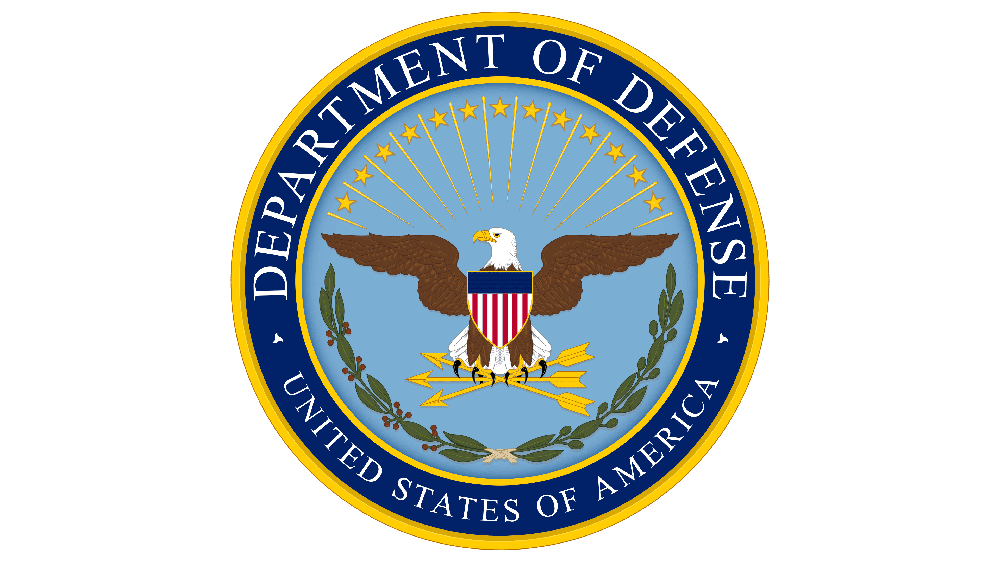 DEPARTMENT OF DEFENSE
UNITED STATES OF AMERICA